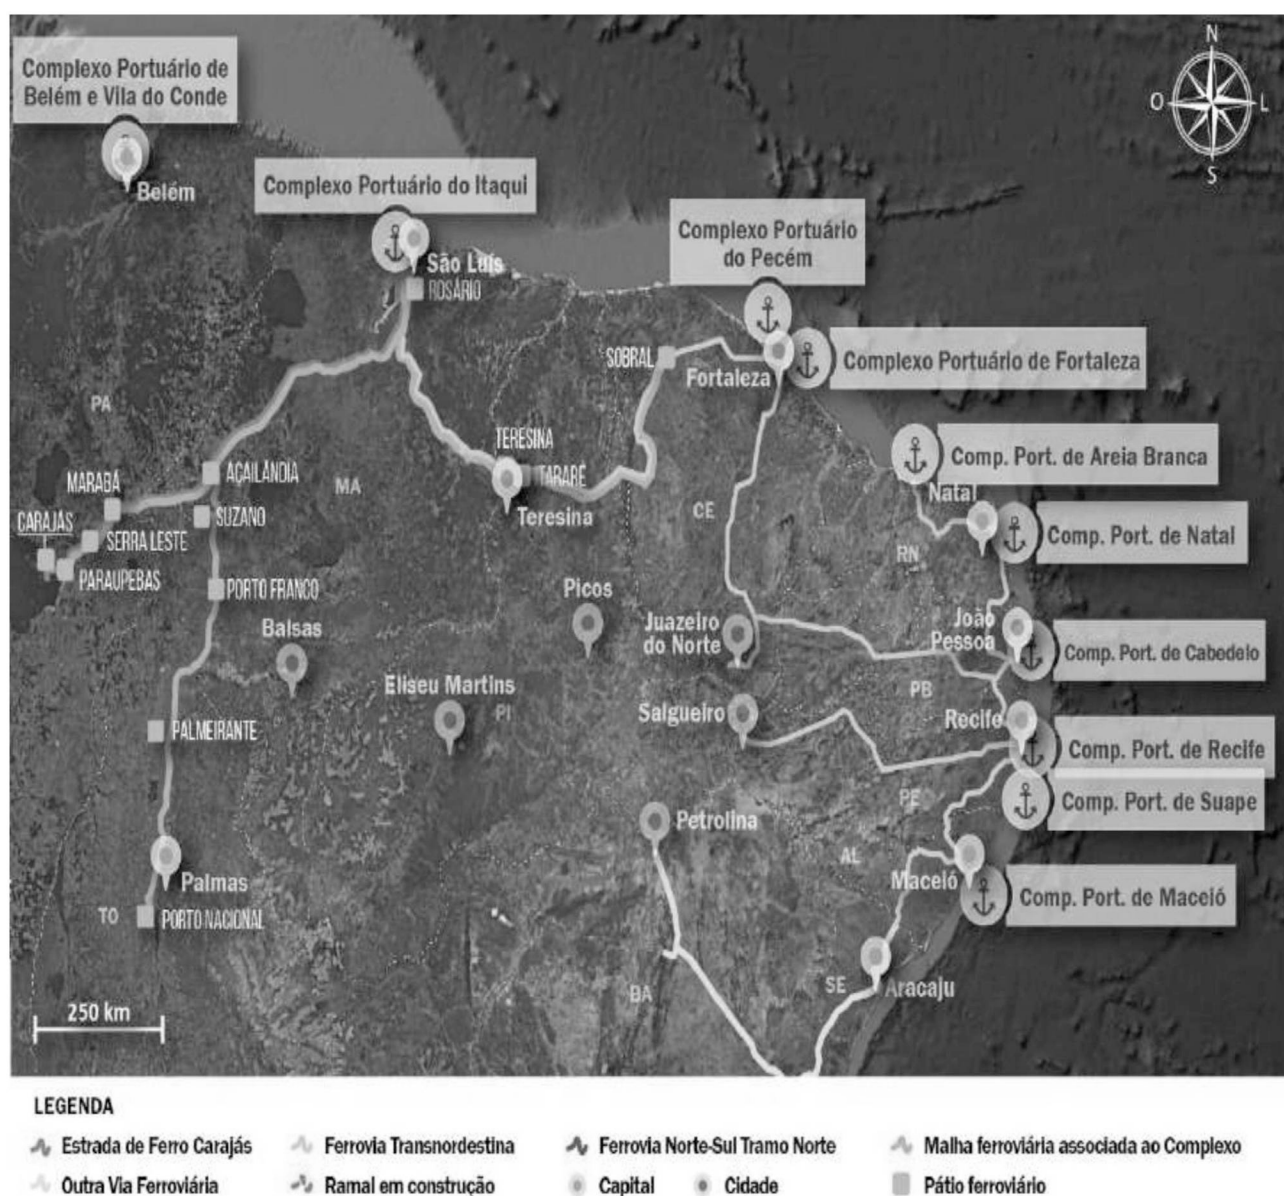 Complexo Portuário de
Belém e Vila do Conde
N
O
L
S
Belém
Complexo Portuário do Itaqui
São Luís
ROSÁRIO
Complexo Portuário
do Pecém
SOBRAL
Fortaleza
Complexo Portuário de Fortaleza
PA
AÇAILÂNDIA
MARABÁ
MA
TERESINA
TARARÉ
Teresina
CE
Comp. Port. de Areia Branca
Natal
Comp. Port. de Natal
RN
SUZANO
CARAJÁS
SERRA LESTE
PARAUPEBAS
PORTO FRANCO
Balsas
Picos
Eliseu Martins
PI
Juazeiro
do Norte
João
Pessoa
Comp. Port. de Cabedelo
PB
Salgueiro
Recife
Comp. Port. de Recife
PALMEIRANTE
PE
Comp. Port. de Suape
Petrolina
AL
Maceió
Comp. Port. de Maceió
Palmas
TO
PORTO NACIONAL
BA
SE
Aracaju
250 km
LEGENDA
Estrada de Ferro Carajás
Ferrovia Transnordestina
Ferrovia Norte-Sul Tramo Norte
Malha ferroviária associada ao Complexo
Outra Via Ferroviária
Ramal em construção
Capital
Cidade
Pátio ferroviário